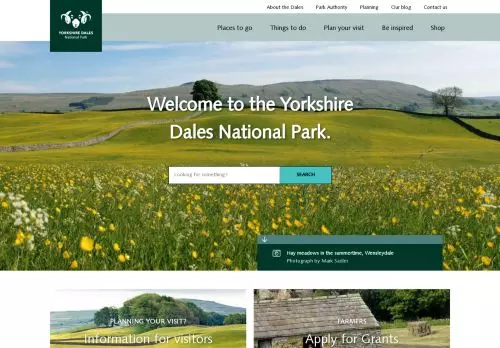 About the Dales Park Authority Planning Our blog Contact us
YORKSHIRE DALES
National Park
Places to go Things to do Plan your visit Be inspired Shop
Welcome to the Yorkshire
Dales National Park.
Looking for something?
SEARCH
Hay meadows in the summertime, Wensleydale
Photograph by Mark Sadler
PLANNING YOUR VISIT?
Information for visitors
FARMERS
Apply for Grants